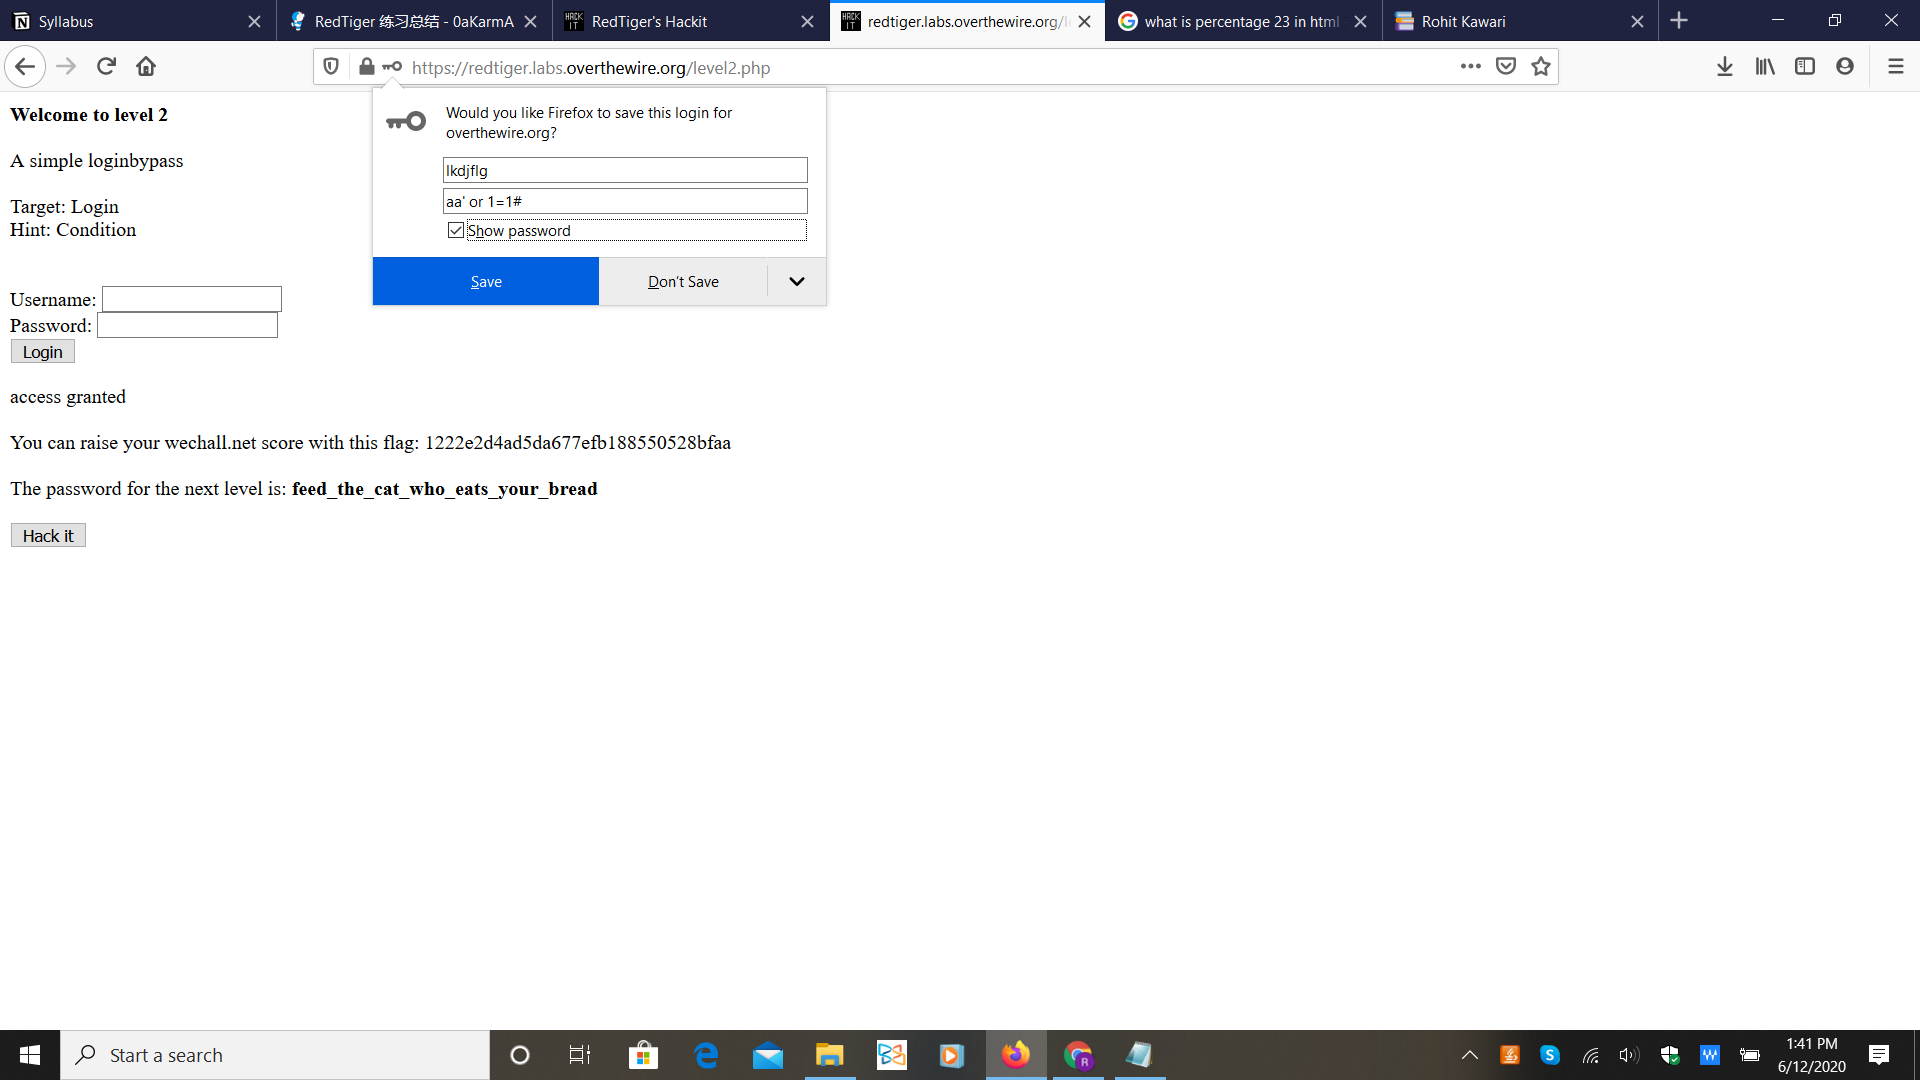 Syllabus
RedTiger 练习总结 - 0aKarmA
RedTiger's Hackit
redtiger.labs.overthewire.org/l
what is percentage 23 in html
Rohit Kawari
https://redtiger.labs.overthewire.org/level2.php
Would you like Firefox to save this login for
overthewire.org?
lkdjflg
aa' or 1=1#
Show password
Save
Don't Save
Welcome to level 2
A simple loginbypass
Target: Login
Hint: Condition
Username:
Password:
Login
access granted
You can raise your wechall.net score with this flag: 1222e2d4ad5da677efb188550528bfaa
The password for the next level is: feed_the_cat_who_eats_your_bread
Hack it
Start a search
1:41 PM
6/12/2020